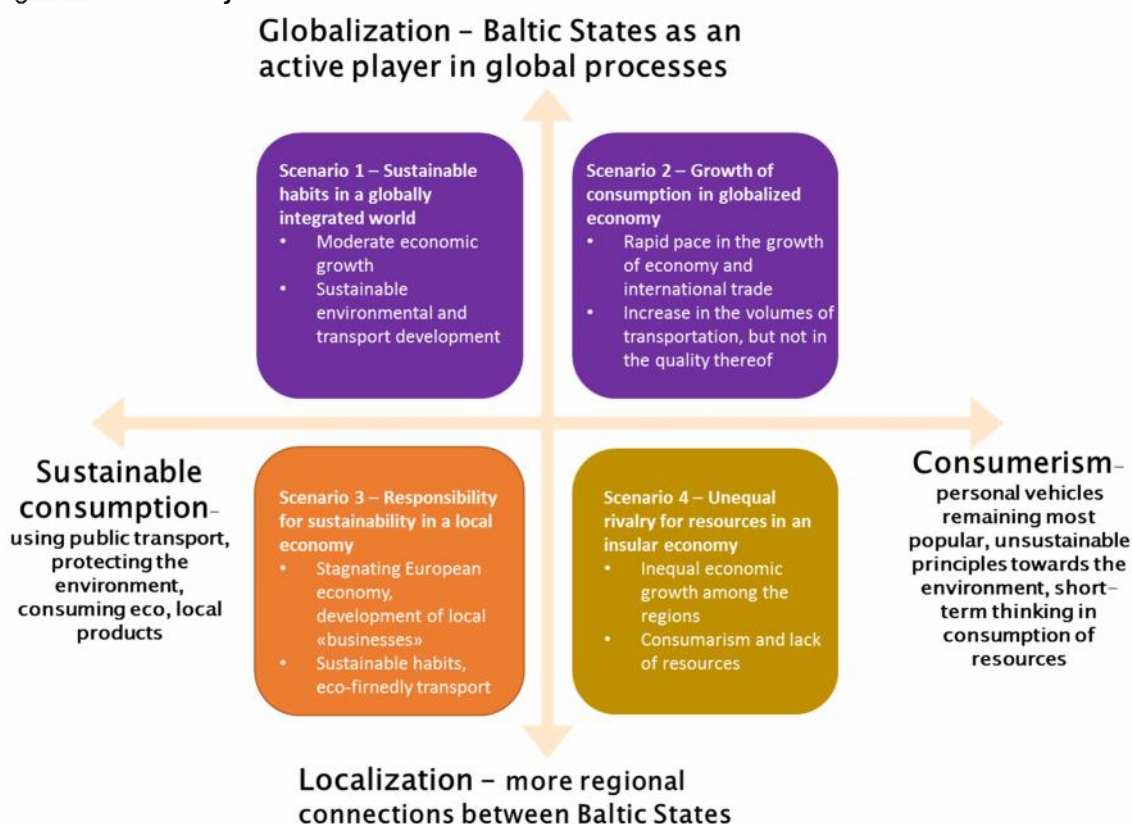 Globalization – Baltic States as an
active player in global processes
Scenario 1 – Sustainable
habits in a globally
integrated world
• Moderate economic
growth
• Sustainable
environmental and
transport development
Scenario 2 – Growth of
consumption in globalized
economy
• Rapid pace in the growth
of economy and
international trade
• Increase in the volumes of
transportation, but not in
the quality thereof
Sustainable
consumption–
using public transport,
protecting the
environment,
consuming eco, local
products
Scenario 3 – Responsibility
for sustainability in a local
economy
• Stagnating European
economy,
development of local
«businesses»
• Sustainable habits,
eco-firnedly transport
Scenario 4 – Unequal
rivalry for resources in an
insular economy
• Inequal economic
growth among the
regions
• Consumarism and lack
of resources
Consumerism–
personal vehicles
remaining most
popular, unsustainable
principles towards the
environment, short-
term thinking in
consumption of
resources
Localization – more regional
connections between Baltic States